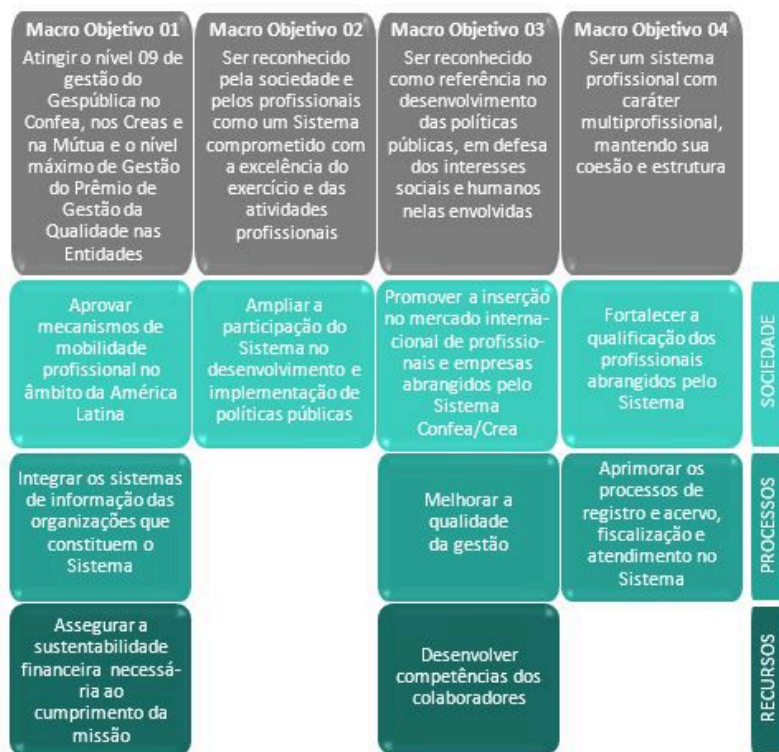 Macro Objetivo 01
Atingir o nível 09 de
gestão do
Gespública no
Confea, nos Creas e
na Mútua e o nível
máximo de Gestão
do Prêmio de
Gestão da
Qualidade nas
Entidades
Macro Objetivo 02
Ser reconhecido
pela sociedade e
pelos profissionais
como um Sistema
comprometido com
a excelência do
exercício e das
atividades
profissionais
Macro Objetivo 03
Ser reconhecido
como referência no
desenvolvimento
das políticas
públicas, em defesa
dos interesses
sociais e humanos
nelas envolvidas
Macro Objetivo 04
Ser um sistema
profissional com
caráter
multiprofissional,
mantendo sua
coesão e estrutura
Aprovar
mecanismos de
mobilidade
profissional no
âmbito da América
Latina
Ampliar a
participação do
Sistema no
desenvolvimento e
implementação de
políticas públicas
Promover a inserção
no mercado interna-
cional de profissio-
nais e empresas
abrangidos pelo
Sistema
Confea/Crea
Fortalecer a
qualificação dos
profissionais
abrangidos pelo
Sistema
SOCIEDADE
Integrar os sistemas
de informação das
organizações que
constituem o
Sistema
Melhorar a
qualidade
da gestão
Aprimorar os
processos de
registro e acervo,
fiscalização e
atendimento no
Sistema
PROCESSOS
Assegurar a
sustentabilidade
financeira necessá-
ria ao
cumprimento da
missão
Desenvolver
competências dos
colaboradores
RECURSOS